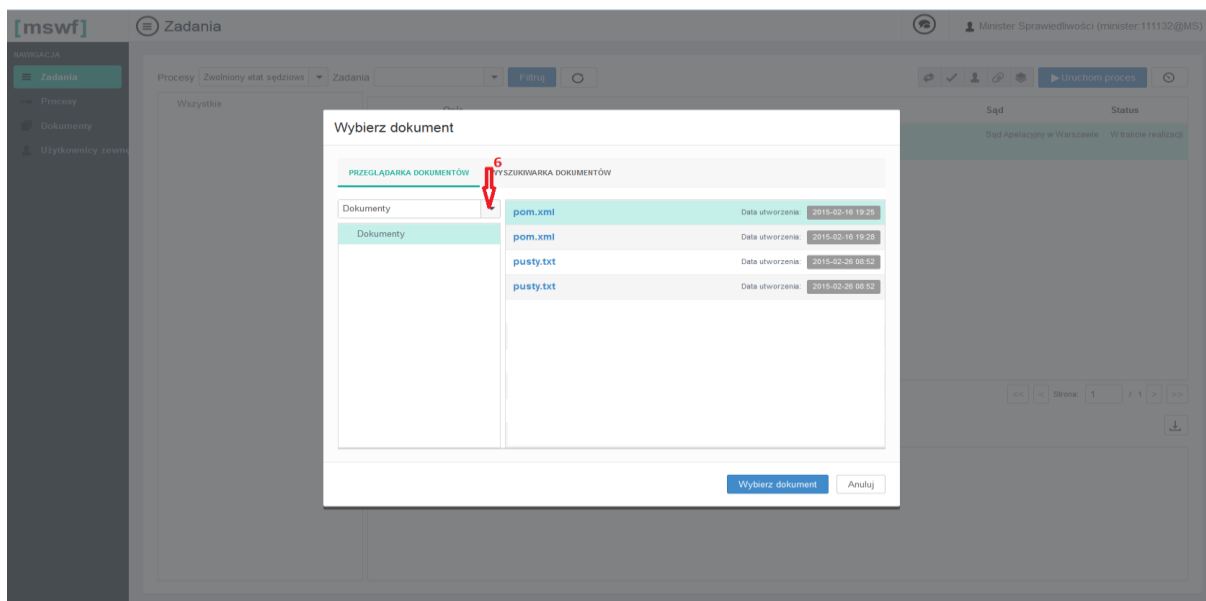 [mswf]
Zadania
Minister Sprawiedliwości (minister.111132@MS)
NAWIGACJA
Zadania
Procesy
Dokumenty
Użytkownicy zewnę
Procesy Zwolniony etat sędziows Zadania Filtruj Uruchom proces
Wszystkie
Opis Sąd Status
Sąd Apelacyjny w Warszawie W trakcie realizacji
Wybierz dokument
6
PRZEGLĄDARKA DOKUMENTÓW WYSZUKIWARKA DOKUMENTÓW
Dokumenty
Dokumenty
pom.xml Data utworzenia: 2015-02-16 19:25
pom.xml Data utworzenia: 2015-02-16 19:28
pusty.txt Data utworzenia: 2015-02-26 08:52
pusty.txt Data utworzenia: 2015-02-26 08:52
<< < Strona: 1 / 1 > >>
Wybierz dokument Anuluj